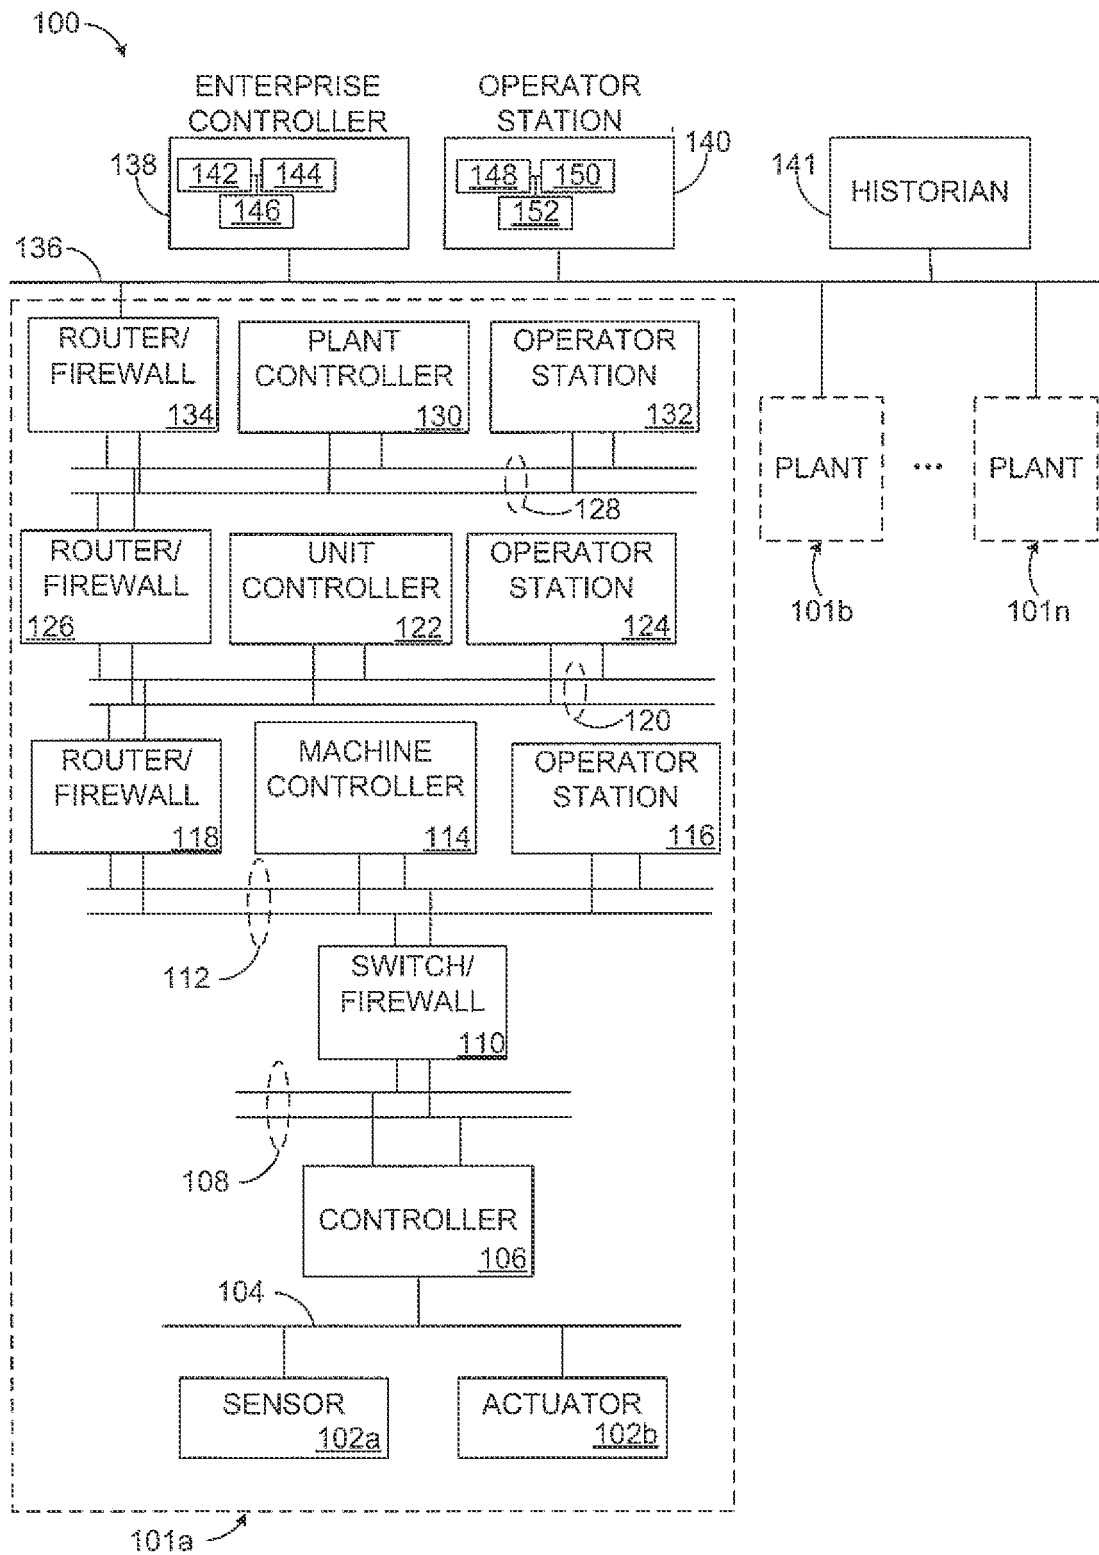 100
ENTERPRISE
CONTROLLER
OPERATOR
STATION
138
142
144
146
148
150
152
140
141
HISTORIAN
136
ROUTER/
FIREWALL
134
PLANT
CONTROLLER
130
OPERATOR
STATION
132
PLANT
...
PLANT
128
ROUTER/
FIREWALL
126
UNIT
CONTROLLER
122
OPERATOR
STATION
124
101b
101n
120
ROUTER/
FIREWALL
118
MACHINE
CONTROLLER
114
OPERATOR
STATION
116
112
SWITCH/
FIREWALL
110
108
CONTROLLER
106
104
SENSOR
102a
ACTUATOR
102b
101a